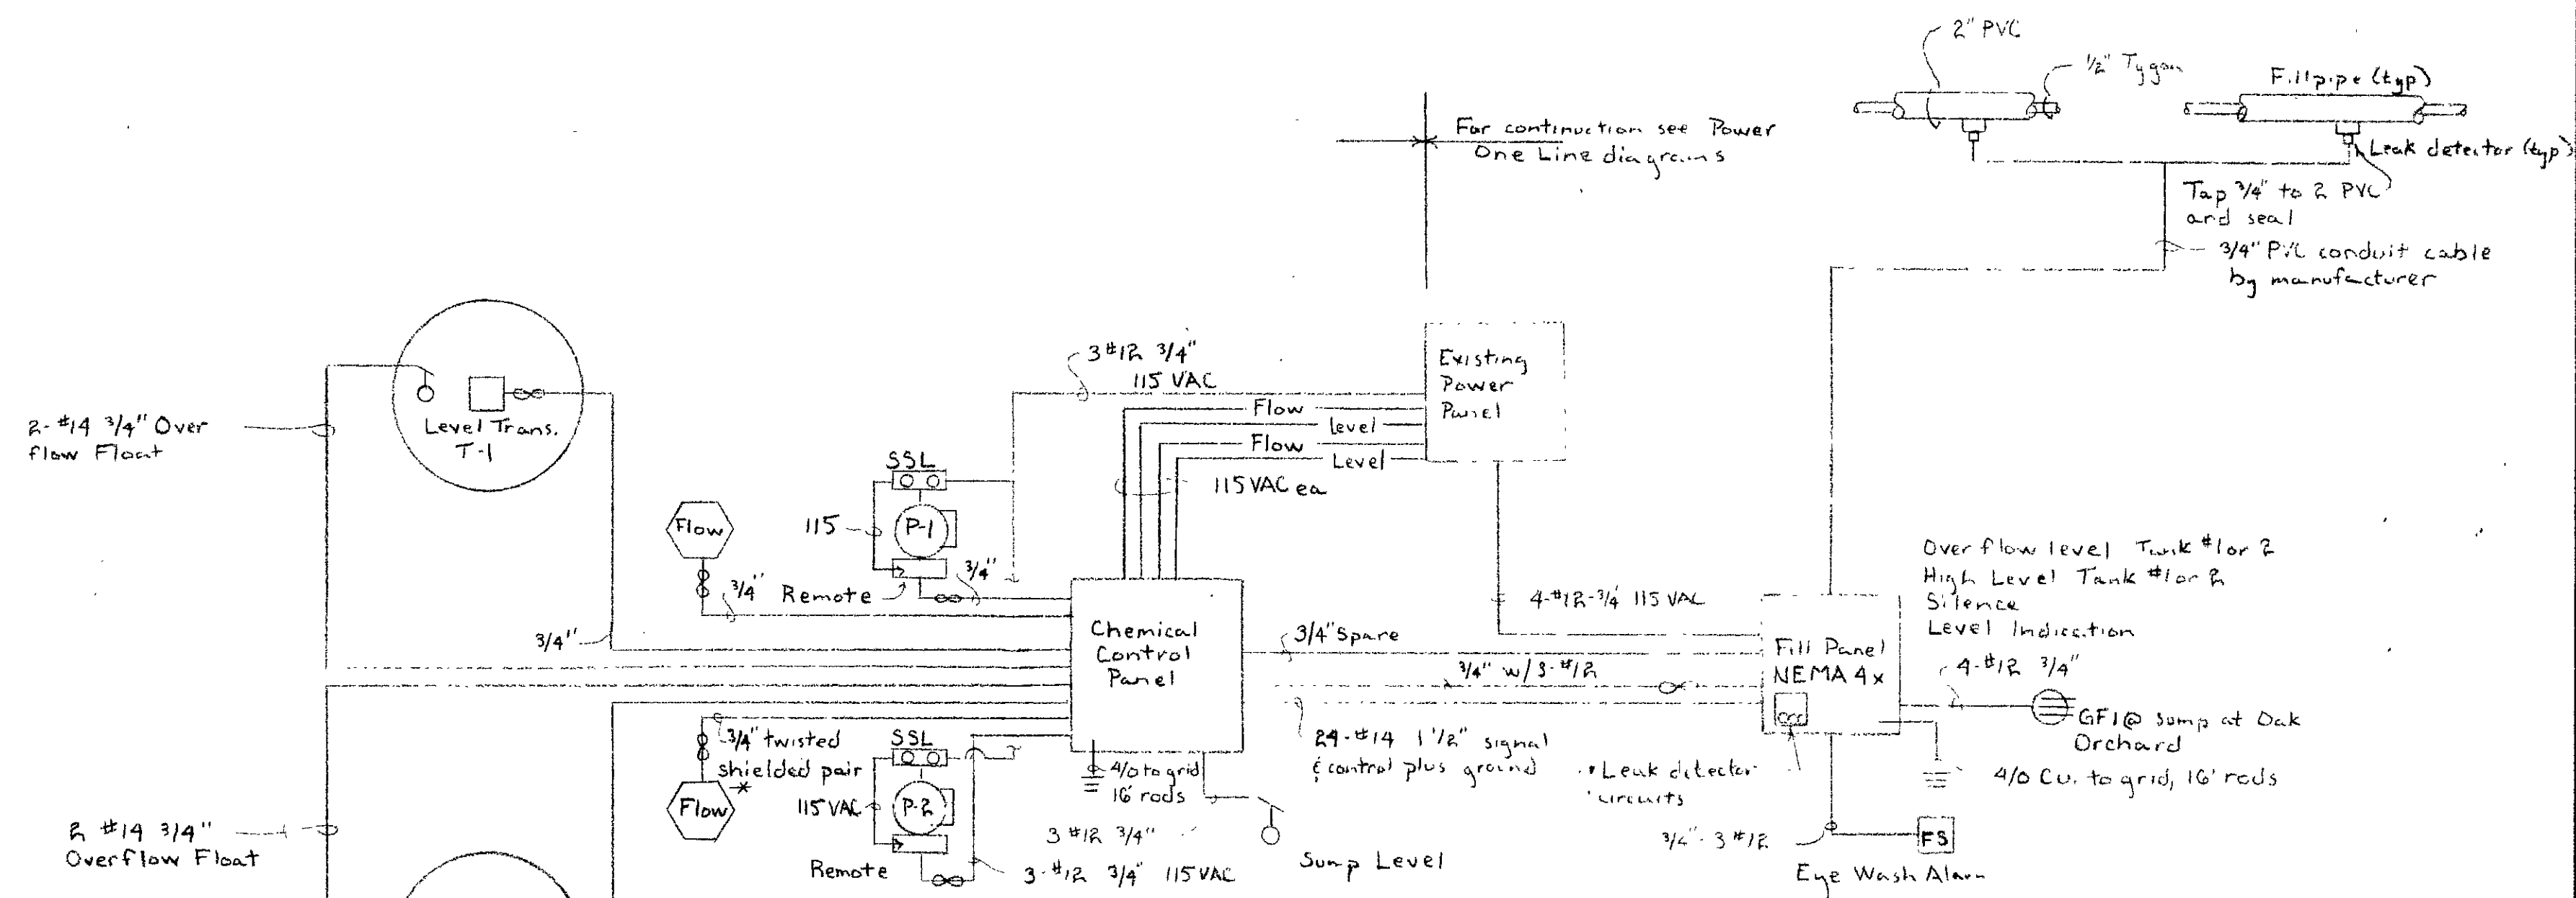 2" PVC
1/2" Tygon
Fillpipe (typ)
For continuction see Power
One Line diagrams
Leak detector (typ)
Tap 3/4" to 2 PVC
and seal
3/4" PVC conduit cable
by manufacturer
3 #12 3/4"
115 VAC
Existing
Power
Panel
Flow
Level
Flow
Level
115 VAC ea
2-#14 3/4" Over
flow Float
Level Trans.
T-1
SSL
Flow
115
P-1
3/4"
Remote
3/4"
3/4"
Chemical
Control
Panel
3/4" Spare
4-#12-3/4 115 VAC
3/4" w/3-#12
Overflow level Tank #1 or 2
High Level Tank #1 or 2
Silence
Level Indication
Fill Panel
NEMA 4x
4-#12 3/4"
GFI @ Sump at Oak
Orchard
3/4" twisted
shielded pair
*
SSL
Flow
115 VAC
P-2
Remote
4/0 to grid
16' rods
24-#14 1 1/2" signal
& control plus ground
Leak detector
circuits
4/0 Cu. to grid, 16' rods
2 #14 3/4"
Overflow Float
3 #12 3/4"
3-#12 3/4" 115 VAC
Sump Level
3/4"-3 #12
FS
Eye Wash Alarm